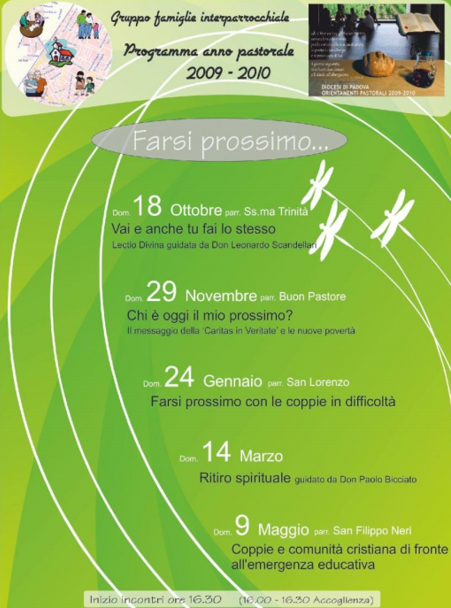 Gruppo famiglie interparrocchiale
Programma anno pastorale
2009 - 2010
DIOCESI DI PADOVA
ORIENTAMENTI PASTORALI 2009-2010
Farsi prossimo...
Dom. 18 Ottobre parr. Ss.ma Trinità
Vai e anche tu fai lo stesso
Lectio Divina guidata da Don Leonardo Scandellari
Dom. 29 Novembre parr. Buon Pastore
Chi è oggi il mio prossimo?
Il messaggio della 'Caritas in Veritate' e le nuove povertà
Dom. 24 Gennaio parr. San Lorenzo
Farsi prossimo con le coppie in difficoltà
Dom. 14 Marzo
Ritiro spirituale guidato da Don Paolo Bicciato
Dom. 9 Maggio parr. San Filippo Neri
Coppie e comunità cristiana di fronte
all'emergenza educativa
Inizio incontri ore 16.30 (16.00 - 16.30 Accoglienza)